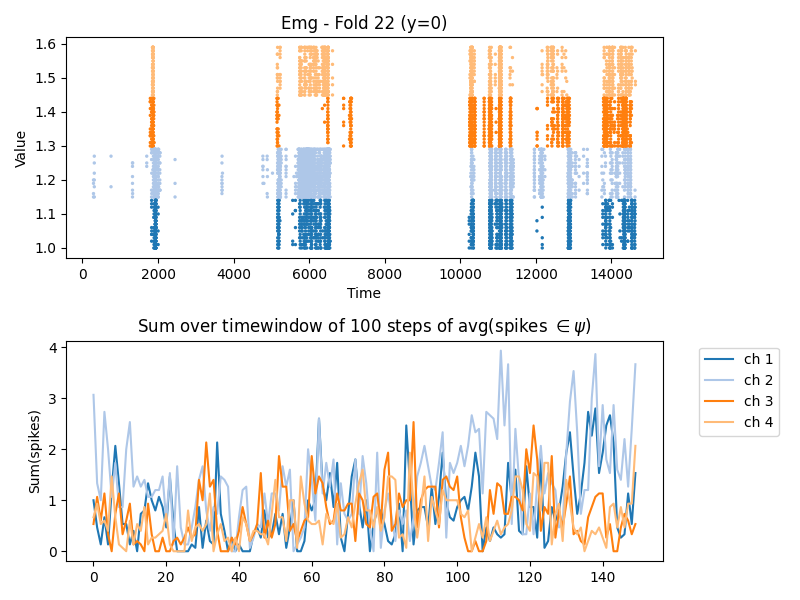 Emg - Fold 22 (y=0)
Value
1.6
1.5
1.4
1.3
1.2
1.1
1.0
0 2000 4000 6000 8000 10000 12000 14000
Time
Sum over timewindow of 100 steps of avg(spikes ∈ ψ)
Sum(spikes)
4
3
2
1
0
0 20 40 60 80 100 120 140
ch 1
ch 2
ch 3
ch 4